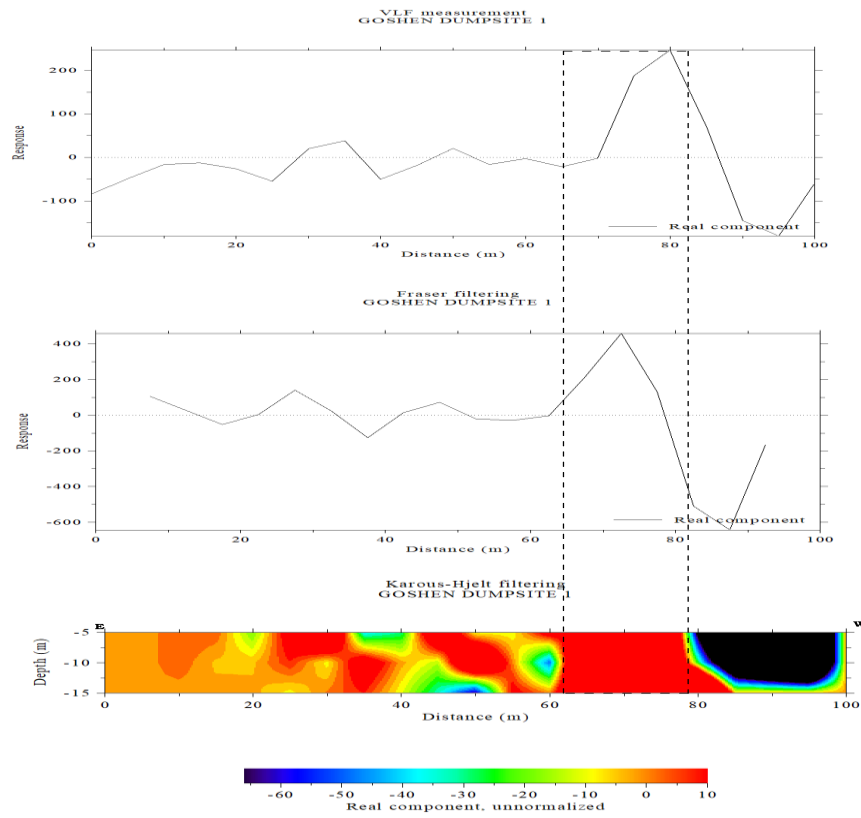 VLF measurement
GOSHEN DUMPSITE 1
200
100
0
-100
Response
Real component
0 20 40 60 80 100
Distance (m)
Fraser filtering
GOSHEN DUMPSITE 1
400
200
0
-200
-400
-600
Response
Real component
0 20 40 60 80 100
Distance (m)
Karous-Hjelt filtering
GOSHEN DUMPSITE 1
E
-5
-10
-15
Depth (m)
0 20 40 60 80 100
Distance (m)
-60 -50 -40 -30 -20 -10 0 10
Real component, unnormalized